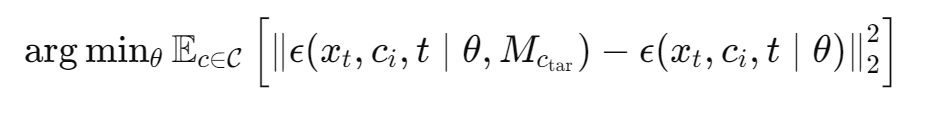 arg min_θ 𝔼_{c∈𝒞} [ ‖ϵ(x_t, c_i, t | θ, M_{c_tar}) − ϵ(x_t, c_i, t | θ)‖₂² ]